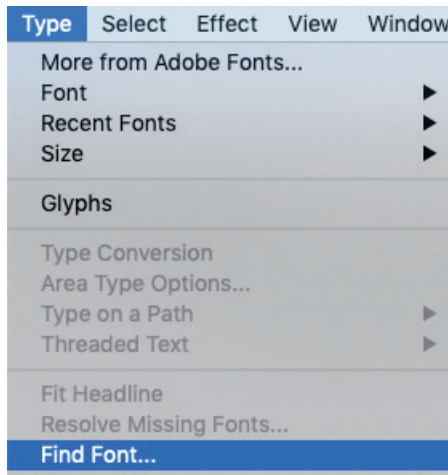 Type Select Effect View Window
More from Adobe Fonts...
Font
Recent Fonts
Size
Glyphs
Type Conversion
Area Type Options...
Type on a Path
Threaded Text
Fit Headline
Resolve Missing Fonts...
Find Font...